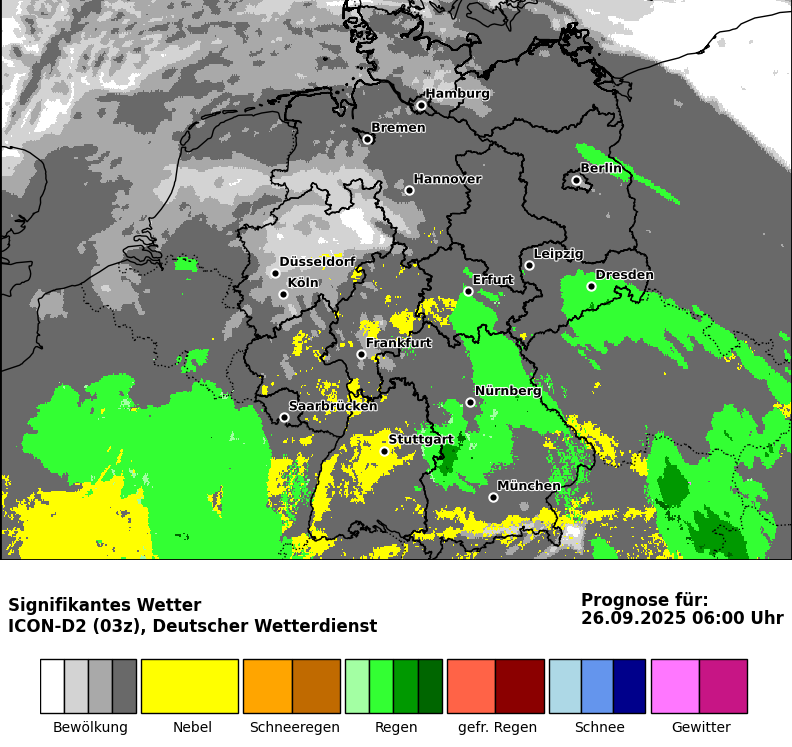 Hamburg
Bremen
Berlin
Hannover
Leipzig
Düsseldorf
Dresden
Erfurt
Köln
Frankfurt
Nürnberg
Saarbrücken
Stuttgart
München
Signifikantes Wetter
ICON-D2 (03z), Deutscher Wetterdienst
Prognose für:
26.09.2025 06:00 Uhr
Bewölkung
Nebel
Schneeregen
Regen
gefr. Regen
Schnee
Gewitter